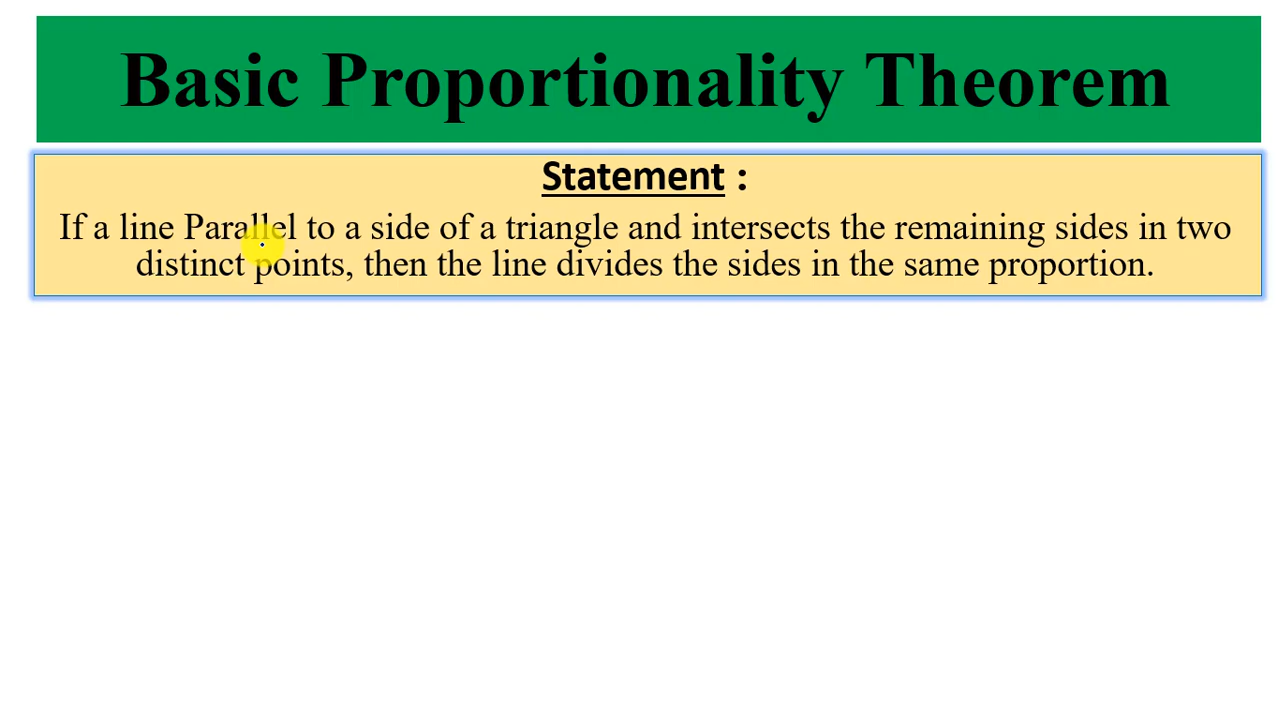 Basic Proportionality Theorem
Statement :
If a line Parallel to a side of a triangle and intersects the remaining sides in two
distinct points, then the line divides the sides in the same proportion.